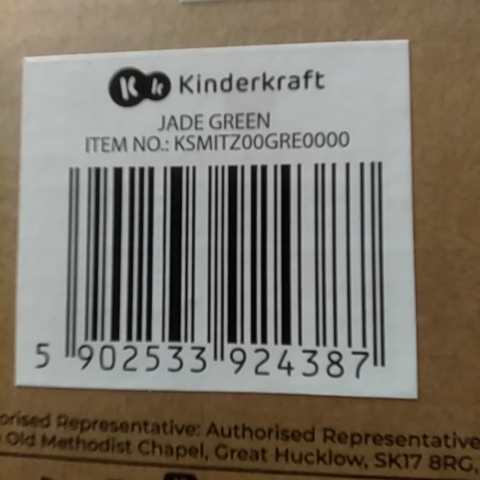 Kinderkraft
JADE GREEN
ITEM NO.: KSMITZ00GRE0000
5 902533 924387
orised Representative: Authorised Representative
Old Methodist Chapel, Great Hucklow, SK17 8RG,